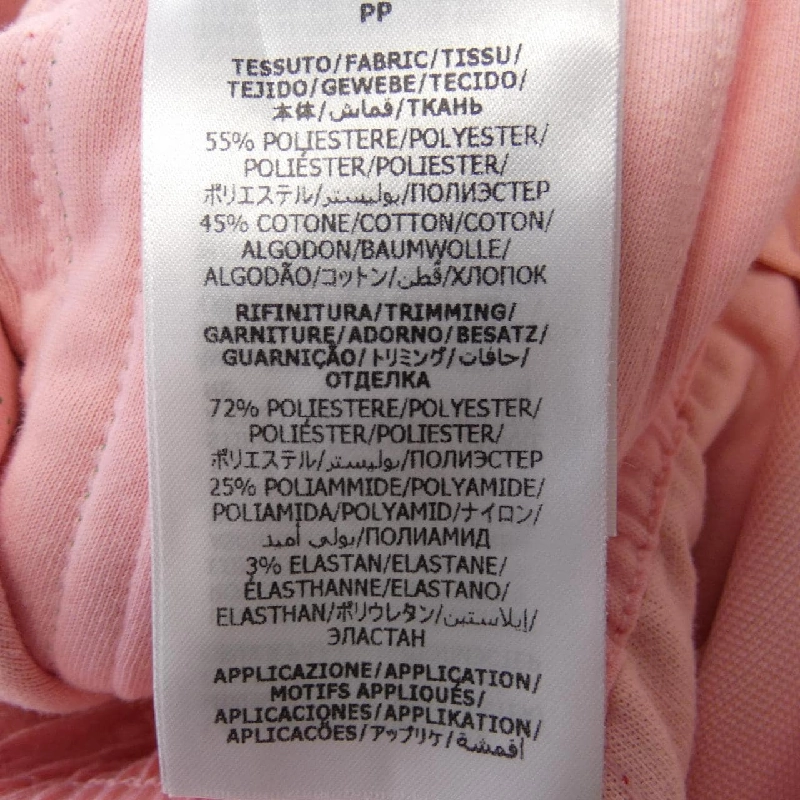 PP
TESSUTO/FABRIC/TISSU/
TEJIDO/GEWEBE/TECIDO/
本体/قماش/ТКАНЬ
55% POLIESTERE/POLYESTER/
POLIÉSTER/POLIESTER/
ポリエステル/بوليستر/ПОЛИЭСТЕР
45% COTONE/COTTON/COTON/
ALGODON/BAUMWOLLE/
ALGODÃO/コットン/قطن/ХЛОПОК
RIFINITURA/TRIMMING/
GARNITURE/ADORNO/BESATZ/
GUARNIÇÃO/トリミング/حافات/
ОТДЕЛКА
72% POLIESTERE/POLYESTER/
POLIÉSTER/POLIESTER/
ポリエステル/بوليستر/ПОЛИЭСТЕР
25% POLIAMMIDE/POLYAMIDE/
POLIAMIDA/POLYAMID/ナイロン/
بولي أميد/ПОЛИАМИД
3% ELASTAN/ELASTANE/
ÉLASTHANNE/ELASTANO/
ELASTHAN/ポリウレタン/إيلاستين/
ЭЛАСТАН
APPLICAZIONE/APPLICATION/
MOTIFS APPLIQUÉS/
APLICACIONES/APPLIKATION/
APLICAÇÕES/アップリケ/أقمشة